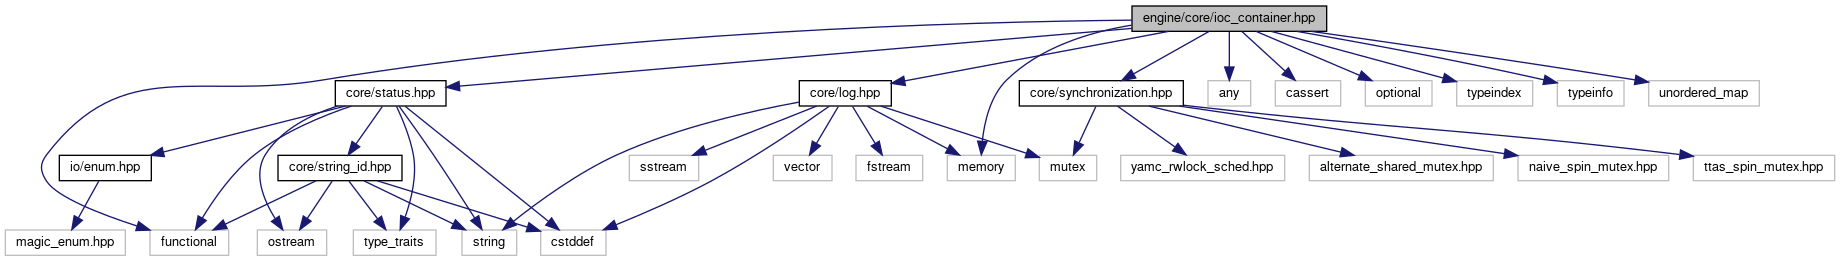 engine/core/ioc_container.hpp
core/status.hpp
core/log.hpp
core/synchronization.hpp
any
cassert
optional
typeindex
typeinfo
unordered_map
io/enum.hpp
core/string_id.hpp
sstream
vector
fstream
memory
mutex
yamc_rwlock_sched.hpp
alternate_shared_mutex.hpp
naive_spin_mutex.hpp
ttas_spin_mutex.hpp
magic_enum.hpp
functional
ostream
type_traits
string
cstddef